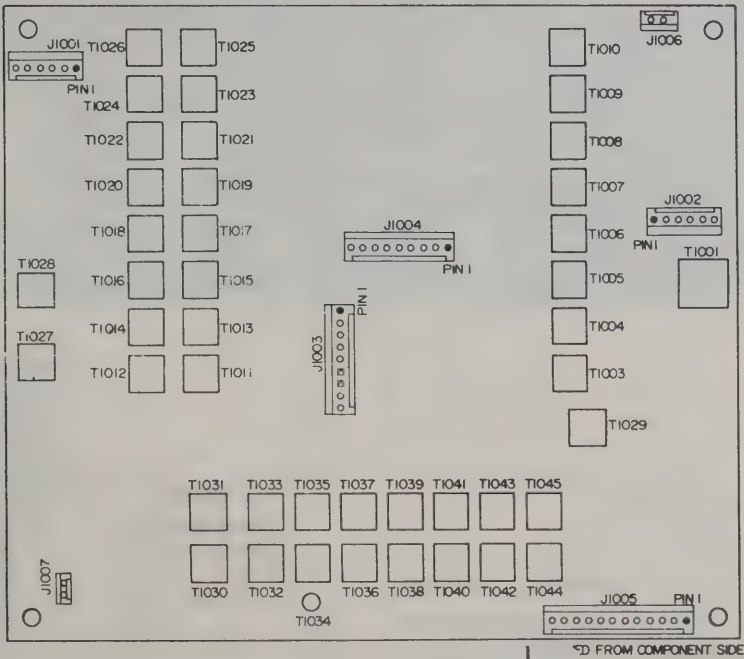 J1001 T1026 T1025 T1010 J1006
PIN1
T1024 T1023 T1009
T1022 T1021 T1008
T1020 T1019 T1007
J1002
T1018 T1017 J1004 T1006 PIN1
T1028 T1016 T1015 PIN1 T1005 T1001
T1027 T1014 T1013 J1003 PIN1 T1004
T1012 T1011 T1003
T1029
T1031 T1033 T1035 T1037 T1039 T1041 T1043 T1045
J1007
T1030 T1032 T1036 T1038 T1040 T1042 T1044
T1034
J1005 PIN1
FROM COMPONENT SIDE